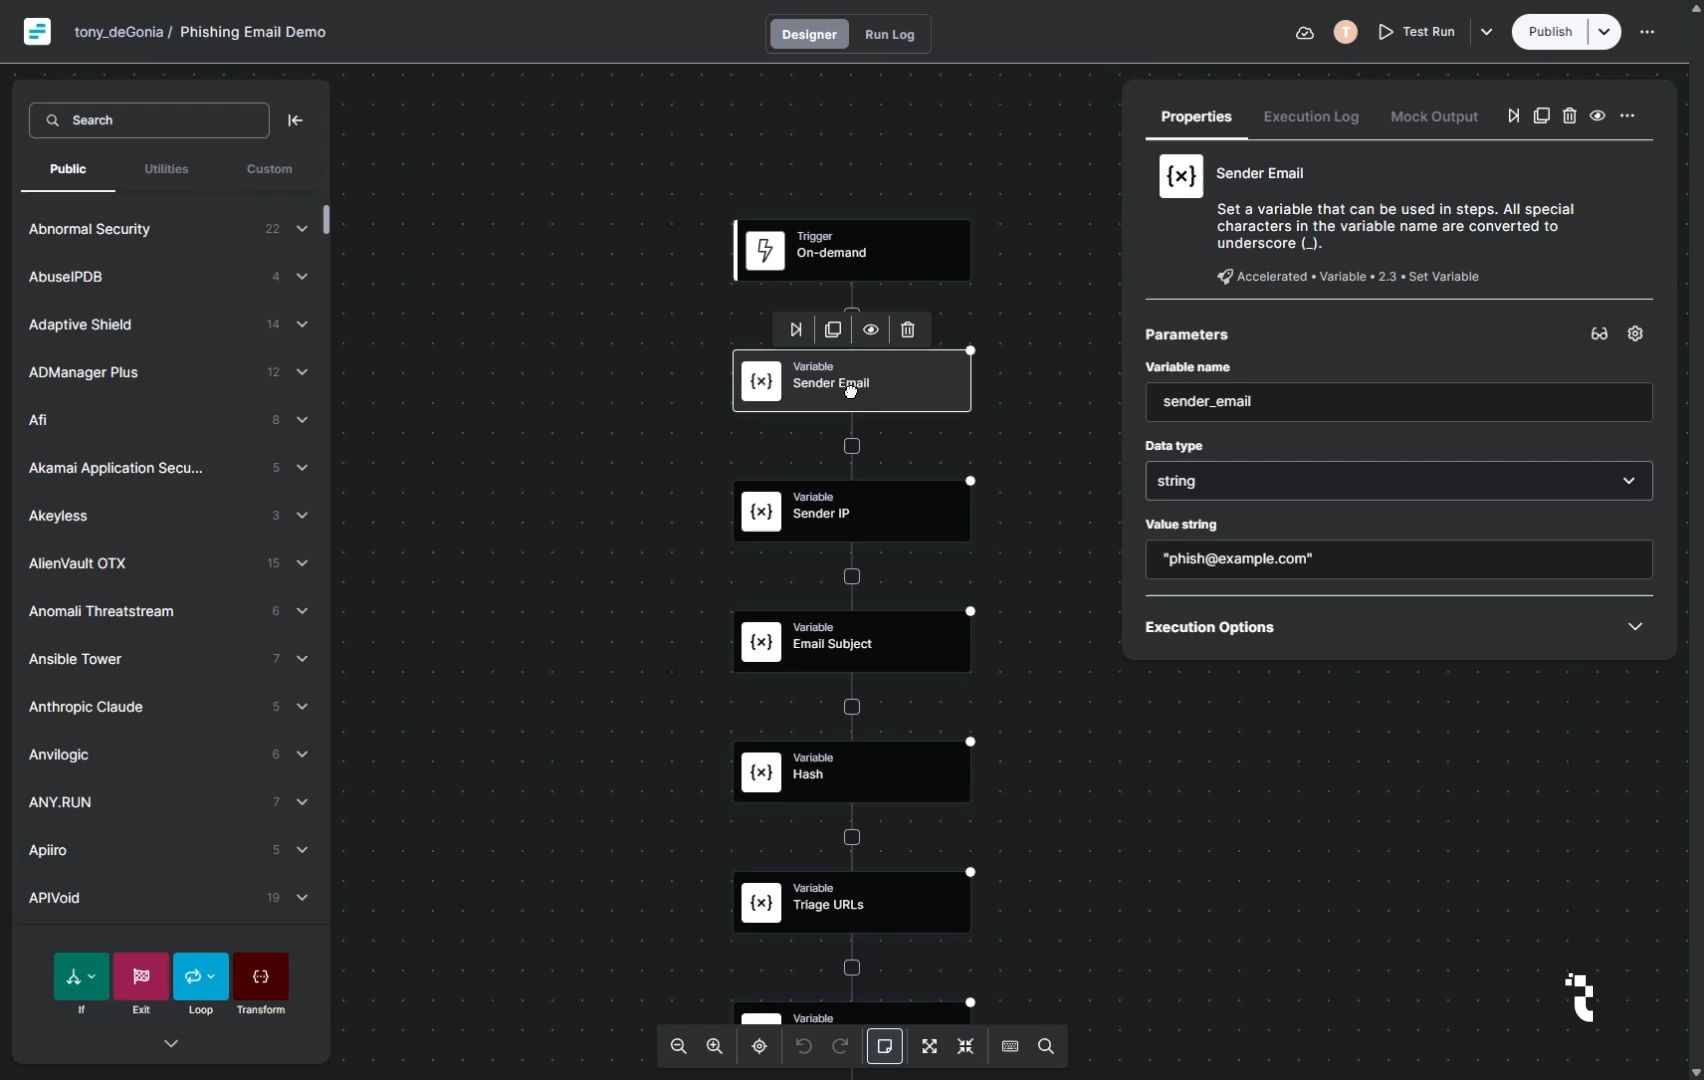 tony_deGonia / Phishing Email Demo
Designer
Run Log
T
Test Run
Publish
Search
Public
Utilities
Custom
Abnormal Security 22
AbuseIPDB 4
Adaptive Shield 14
ADManager Plus 12
Afi 8
Akamai Application Secu... 5
Akeyless 3
AlienVault OTX 15
Anomali Threatstream 6
Ansible Tower 7
Anthropic Claude 5
Anvilogic 6
ANY.RUN 7
Apiiro 5
APIVoid 19
If
Exit
Loop
Transform
Trigger
On-demand
{x}
Variable
Sender Email
{x}
Variable
Sender IP
{x}
Variable
Email Subject
{x}
Variable
Hash
{x}
Variable
Triage URLs
Variable
Properties
Execution Log
Mock Output
{x}
Sender Email
Set a variable that can be used in steps. All special
characters in the variable name are converted to
underscore (_).
Accelerated • Variable • 2.3 • Set Variable
Parameters
Variable name
sender_email
Data type
string
Value string
"phish@example.com"
Execution Options